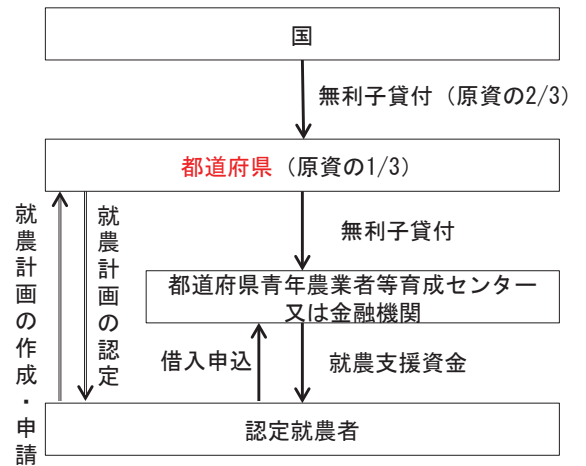 国
無利子貸付（原資の2/3）
都道府県（原資の1/3）
就農計画の作成・申請
就農計画の認定
無利子貸付
都道府県青年農業者等育成センター
又は金融機関
借入申込
就農支援資金
認定就農者